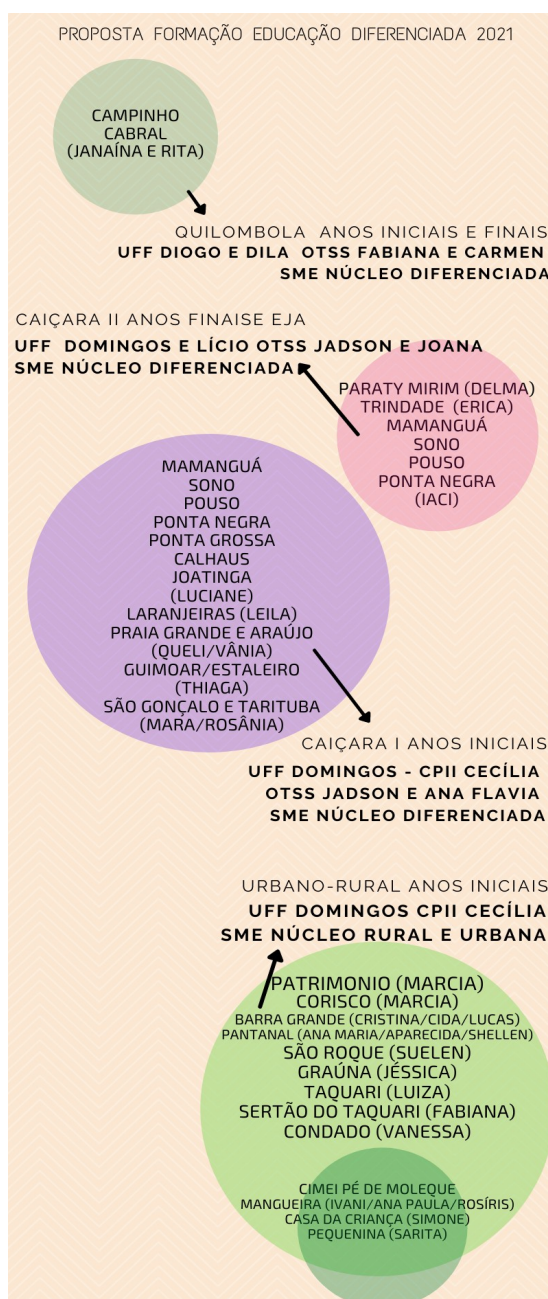 PROPOSTA FORMAÇÃO EDUCAÇÃO DIFERENCIADA 2021
CAMPINHO
CABRAL
(JANAÍNA E RITA)
QUILOMBOLA ANOS INICIAIS E FINAIS
UFF DIOGO E DILA OTSS FABIANA E CARMEN
SME NÚCLEO DIFERENCIADA
CAIÇARA II ANOS FINAISE EJA
UFF DOMINGOS E LÍCIO OTSS JADSON E JOANA
SME NÚCLEO DIFERENCIADA
PARATY MIRIM (DELMA)
TRINDADE (ERICA)
MAMANGUÁ
SONO
POUSO
PONTA NEGRA
(IACI)
MAMANGUÁ
SONO
POUSO
PONTA NEGRA
PONTA GROSSA
CALHAUS
JOATINGA
(LUCIANE)
LARANJEIRAS (LEILA)
PRAIA GRANDE E ARAÚJO
(QUELI/VÂNIA)
GUIMOAR/ESTALEIRO
(THIAGA)
SÃO GONÇALO E TARITUBA
(MARA/ROSÂNIA)
CAIÇARA I ANOS INICIAIS
UFF DOMINGOS - CPII CECÍLIA
OTSS JADSON E ANA FLAVIA
SME NÚCLEO DIFERENCIADA
URBANO-RURAL ANOS INICIAIS
UFF DOMINGOS CPII CECÍLIA
SME NÚCLEO RURAL E URBANA
PATRIMONIO (MARCIA)
CORISCO (MARCIA)
BARRA GRANDE (CRISTINA/CIDA/LUCAS)
PANTANAL (ANA MARIA/APARECIDA/SHELLEN)
SÃO ROQUE (SUELEN)
GRAÚNA (JÉSSICA)
TAQUARI (LUIZA)
SERTÃO DO TAQUARI (FABIANA)
CONDADO (VANESSA)
CIMEI PÉ DE MOLEQUE
MANGUEIRA (IVANI/ANA PAULA/ROSÍRIS)
CASA DA CRIANÇA (SIMONE)
PEQUENINA (SARITA)